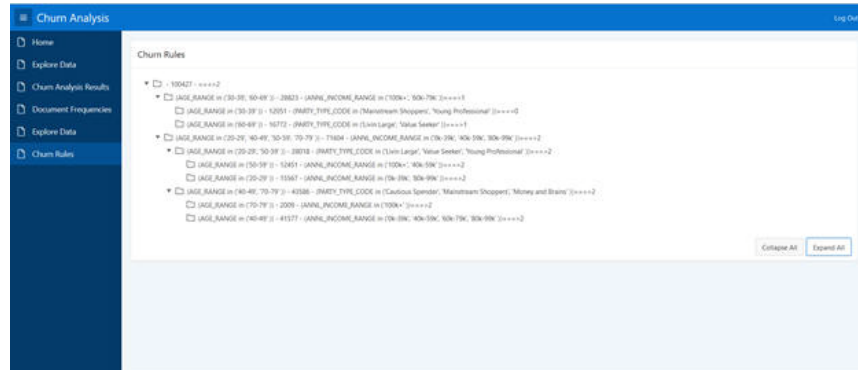 Churn Analysis
Log Out
Home
Explore Data
Churn Analysis Results
Document Frequencies
Explore Data
Churn Rules
Churn Rules
- 100427 - ===>2
(AGE_RANGE in ('30-39', '60-69' )) - 28823 - (ANNL_INCOME_RANGE in ('100k+', '60k-79k' ))===>1
(AGE_RANGE in ('30-39' )) - 12051 - (PARTY_TYPE_CODE in ('Mainstream Shoppers', 'Young Professional' ))===>0
(AGE_RANGE in ('60-69' )) - 16772 - (PARTY_TYPE_CODE in ('Livin Large', 'Value Seeker' ))===>1
(AGE_RANGE in ('20-29', '40-49', '50-59', '70-79' )) - 71604 - (ANNL_INCOME_RANGE in ('0k-39k', '40k-59k', '80k-99k' ))===>2
(AGE_RANGE in ('20-29', '50-59' )) - 28018 - (PARTY_TYPE_CODE in ('Livin Large', 'Value Seeker', 'Young Professional' ))===>2
(AGE_RANGE in ('50-59' )) - 12451 - (ANNL_INCOME_RANGE in ('100k+', '40k-59k' ))===>2
(AGE_RANGE in ('20-29' )) - 15567 - (ANNL_INCOME_RANGE in ('0k-39k', '80k-99k' ))===>2
(AGE_RANGE in ('40-49', '70-79' )) - 43586 - (PARTY_TYPE_CODE in ('Cautious Spender', 'Mainstream Shoppers', 'Money and Brains' ))===>2
(AGE_RANGE in ('70-79' )) - 2009 - (ANNL_INCOME_RANGE in ('100k+' ))===>2
(AGE_RANGE in ('40-49' )) - 41577 - (ANNL_INCOME_RANGE in ('0k-39k', '40k-59k', '60k-79k', '80k-99k' ))===>2
Collapse All
Expand All